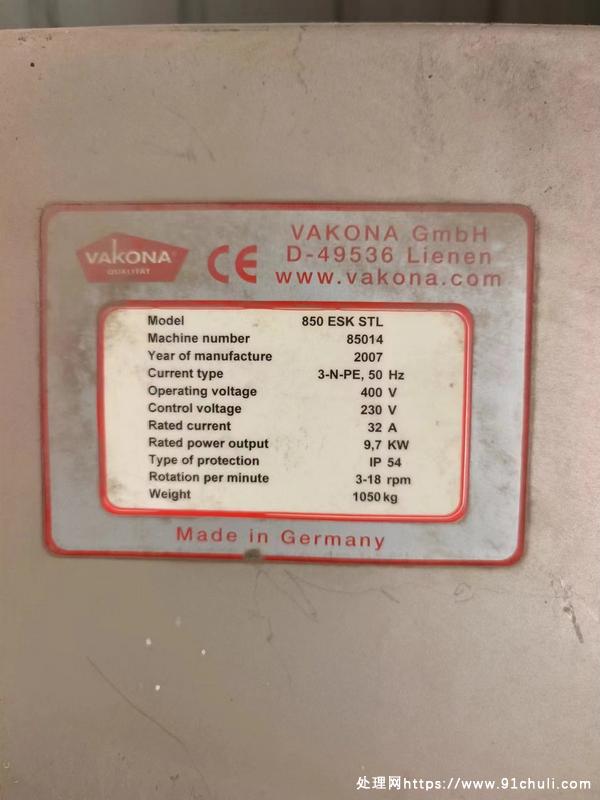 VAKONA
QUALITÄT
CE
VAKONA GmbH
D-49536 Lienen
www.vakona.com
Model 850 ESK STL
Machine number 85014
Year of manufacture 2007
Current type 3-N-PE, 50 Hz
Operating voltage 400 V
Control voltage 230 V
Rated current 32 A
Rated power output 9,7 KW
Type of protection IP 54
Rotation per minute 3-18 rpm
Weight 1050 kg
Made in Germany
处理网https://www.91chuli.com/